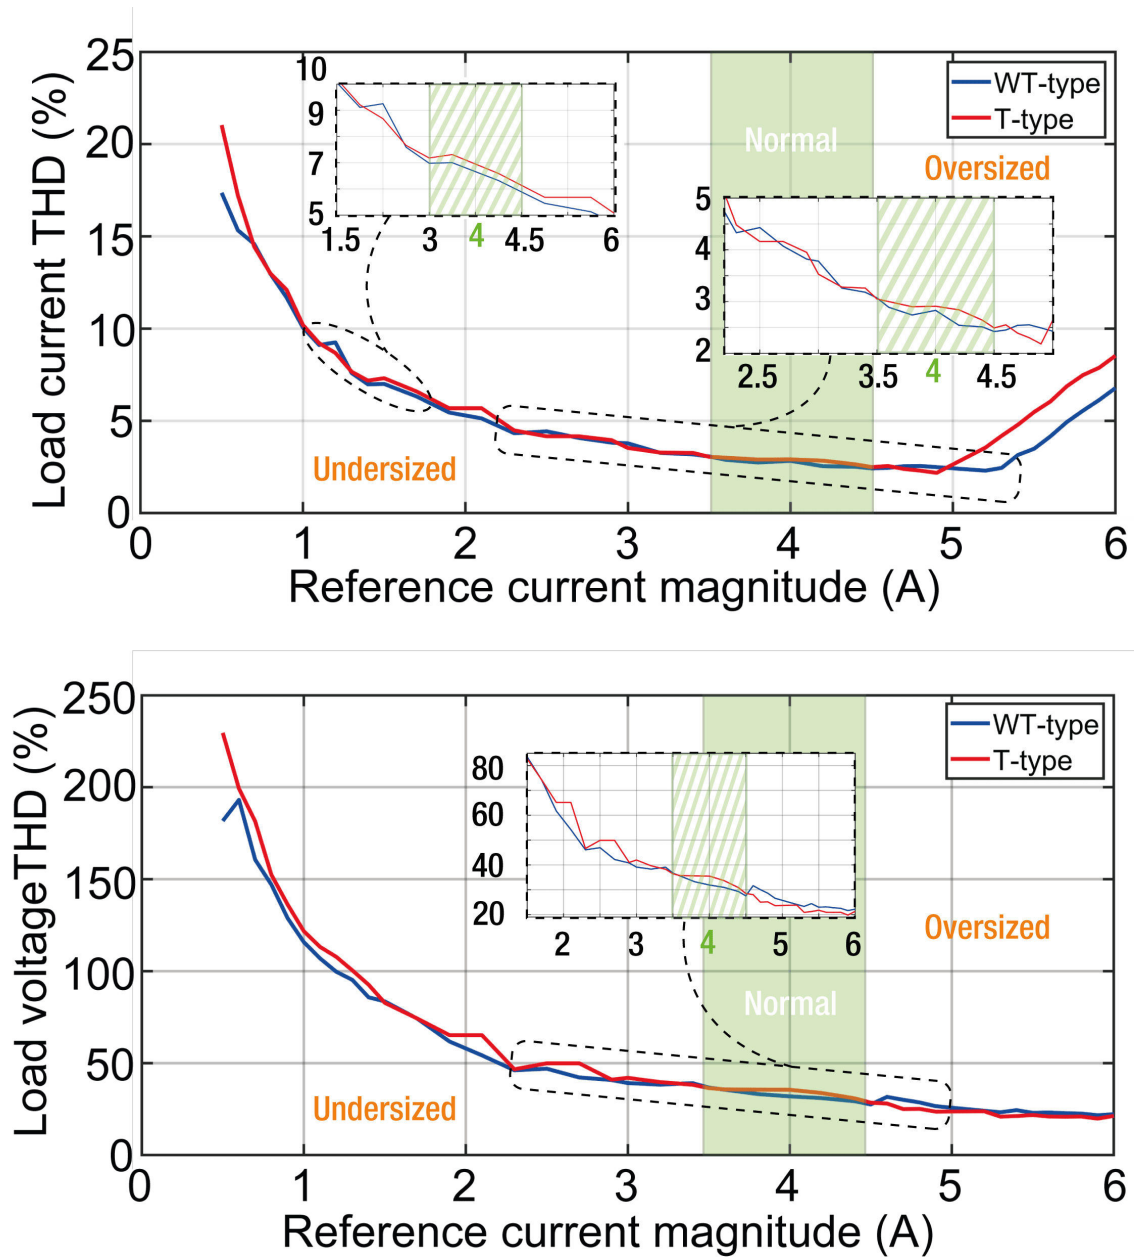 25
20
15
10
5
0
Load current THD (%)
0 1 2 3 4 5 6
Reference current magnitude (A)
WT-type
T-type
Normal
Oversized
Undersized
10
9
7
5
1.5 3 4 4.5 6
5
4
3
2
2.5 3.5 4 4.5
250
200
150
100
50
0
Load voltage THD (%)
0 1 2 3 4 5 6
Reference current magnitude (A)
WT-type
T-type
80
60
40
20
2 3 4 5 6
Oversized
Normal
Undersized